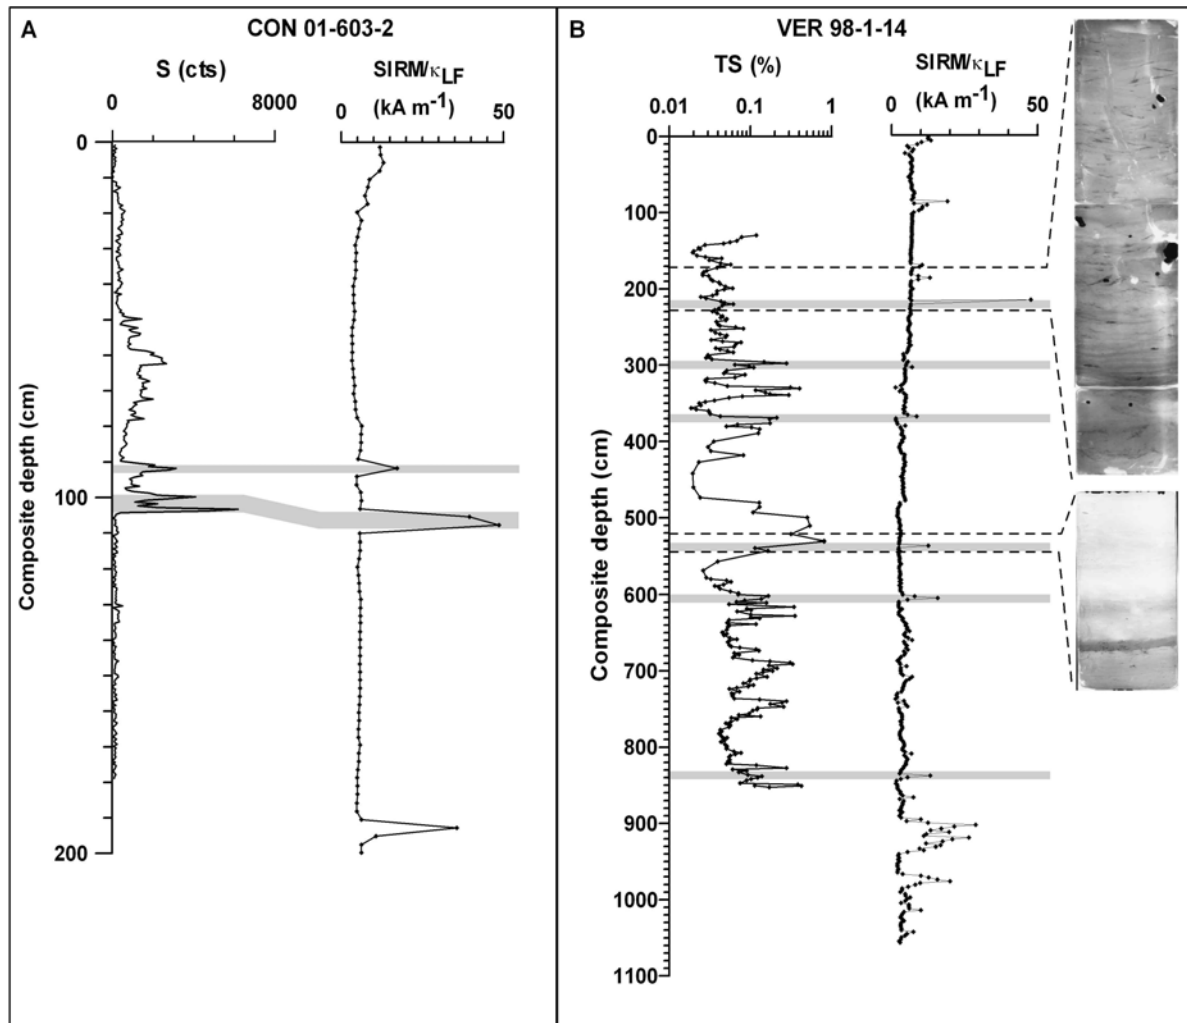 A
CON 01-603-2
S (cts)
SIRM/κLF
(kA m-1)
0
8000
0
50
0
100
200
Composite depth (cm)
B
VER 98-1-14
TS (%)
SIRM/κLF
(kA m-1)
0.01
0.1
1
0
50
0
100
200
300
400
500
600
700
800
900
1000
1100
Composite depth (cm)